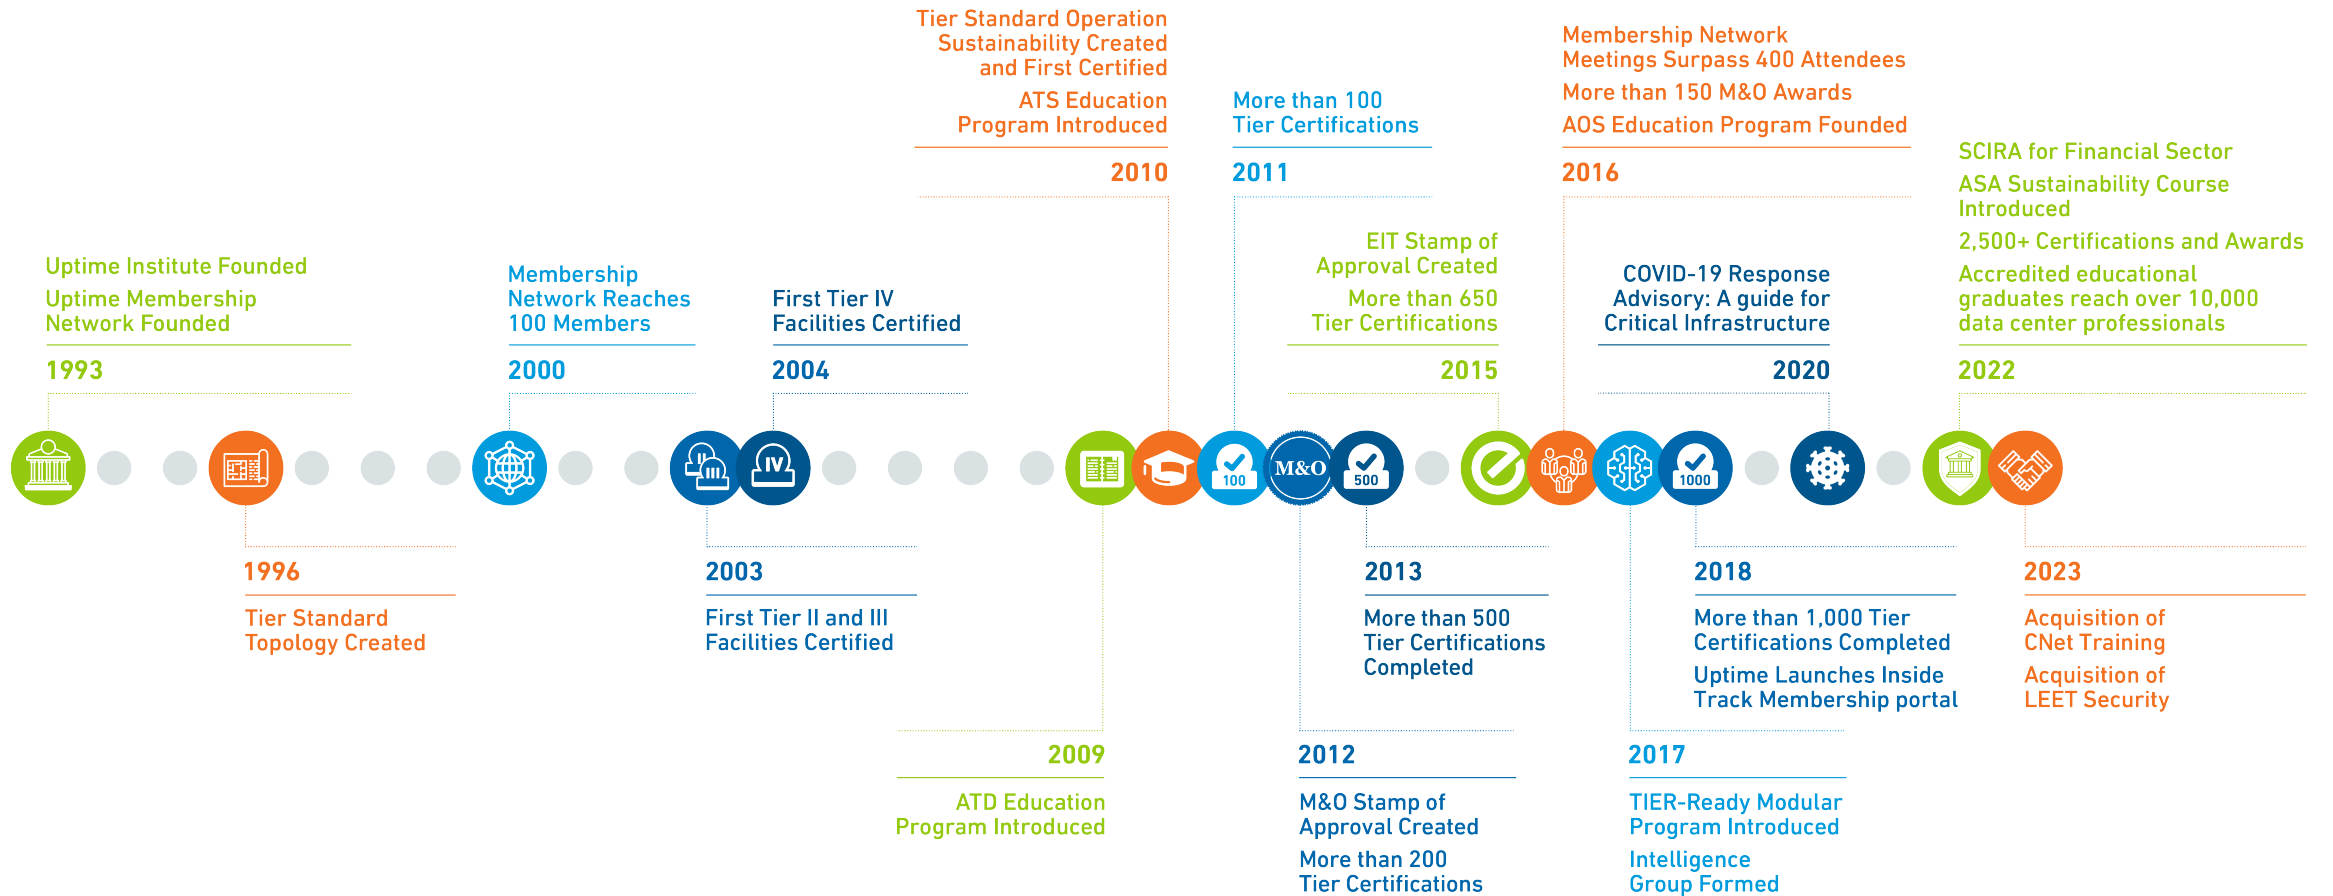 Uptime Institute Founded
Uptime Membership
Network Founded
1993
1996
Tier Standard
Topology Created
Membership
Network Reaches
100 Members
2000
II
III
2003
First Tier II and III
Facilities Certified
First Tier IV
Facilities Certified
2004
IV
2009
ATD Education
Program Introduced
Tier Standard Operation
Sustainability Created
and First Certified
ATS Education
Program Introduced
2010
More than 100
Tier Certifications
2011
100
M&O
2012
M&O Stamp of
Approval Created
More than 200
Tier Certifications
500
2013
More than 500
Tier Certifications
Completed
EIT Stamp of
Approval Created
More than 650
Tier Certifications
2015
Membership Network
Meetings Surpass 400 Attendees
More than 150 M&O Awards
AOS Education Program Founded
2016
2017
TIER-Ready Modular
Program Introduced
Intelligence
Group Formed
1000
2018
More than 1,000 Tier
Certifications Completed
Uptime Launches Inside
Track Membership portal
COVID-19 Response
Advisory: A guide for
Critical Infrastructure
2020
SCIRA for Financial Sector
ASA Sustainability Course
Introduced
2,500+ Certifications and Awards
Accredited educational
graduates reach over 10,000
data center professionals
2022
2023
Acquisition of
CNet Training
Acquisition of
LEET Security